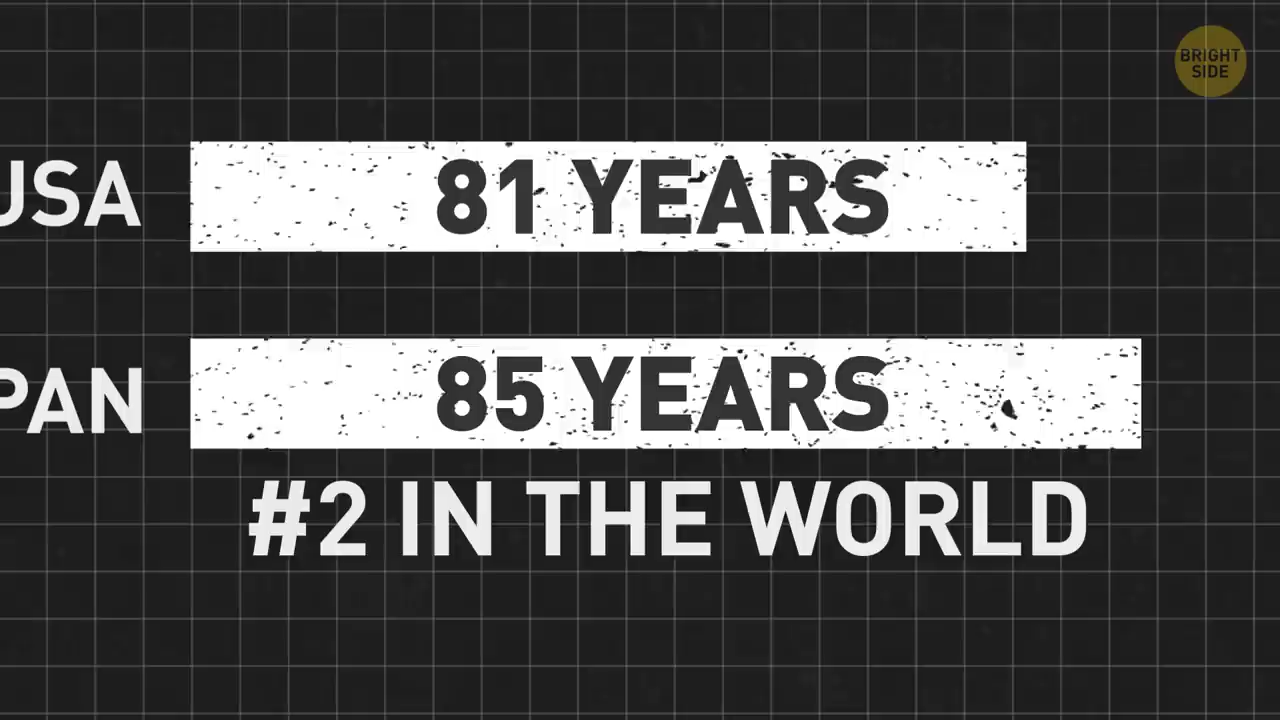 BRIGHT
SIDE
USA
81 YEARS
PAN
85 YEARS
#2 IN THE WORLD